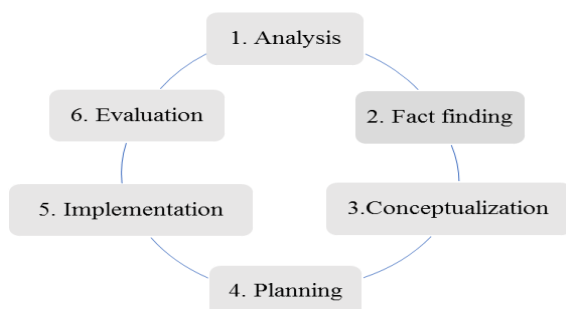 1. Analysis
2. Fact finding
3.Conceptualization
4. Planning
5. Implementation
6. Evaluation